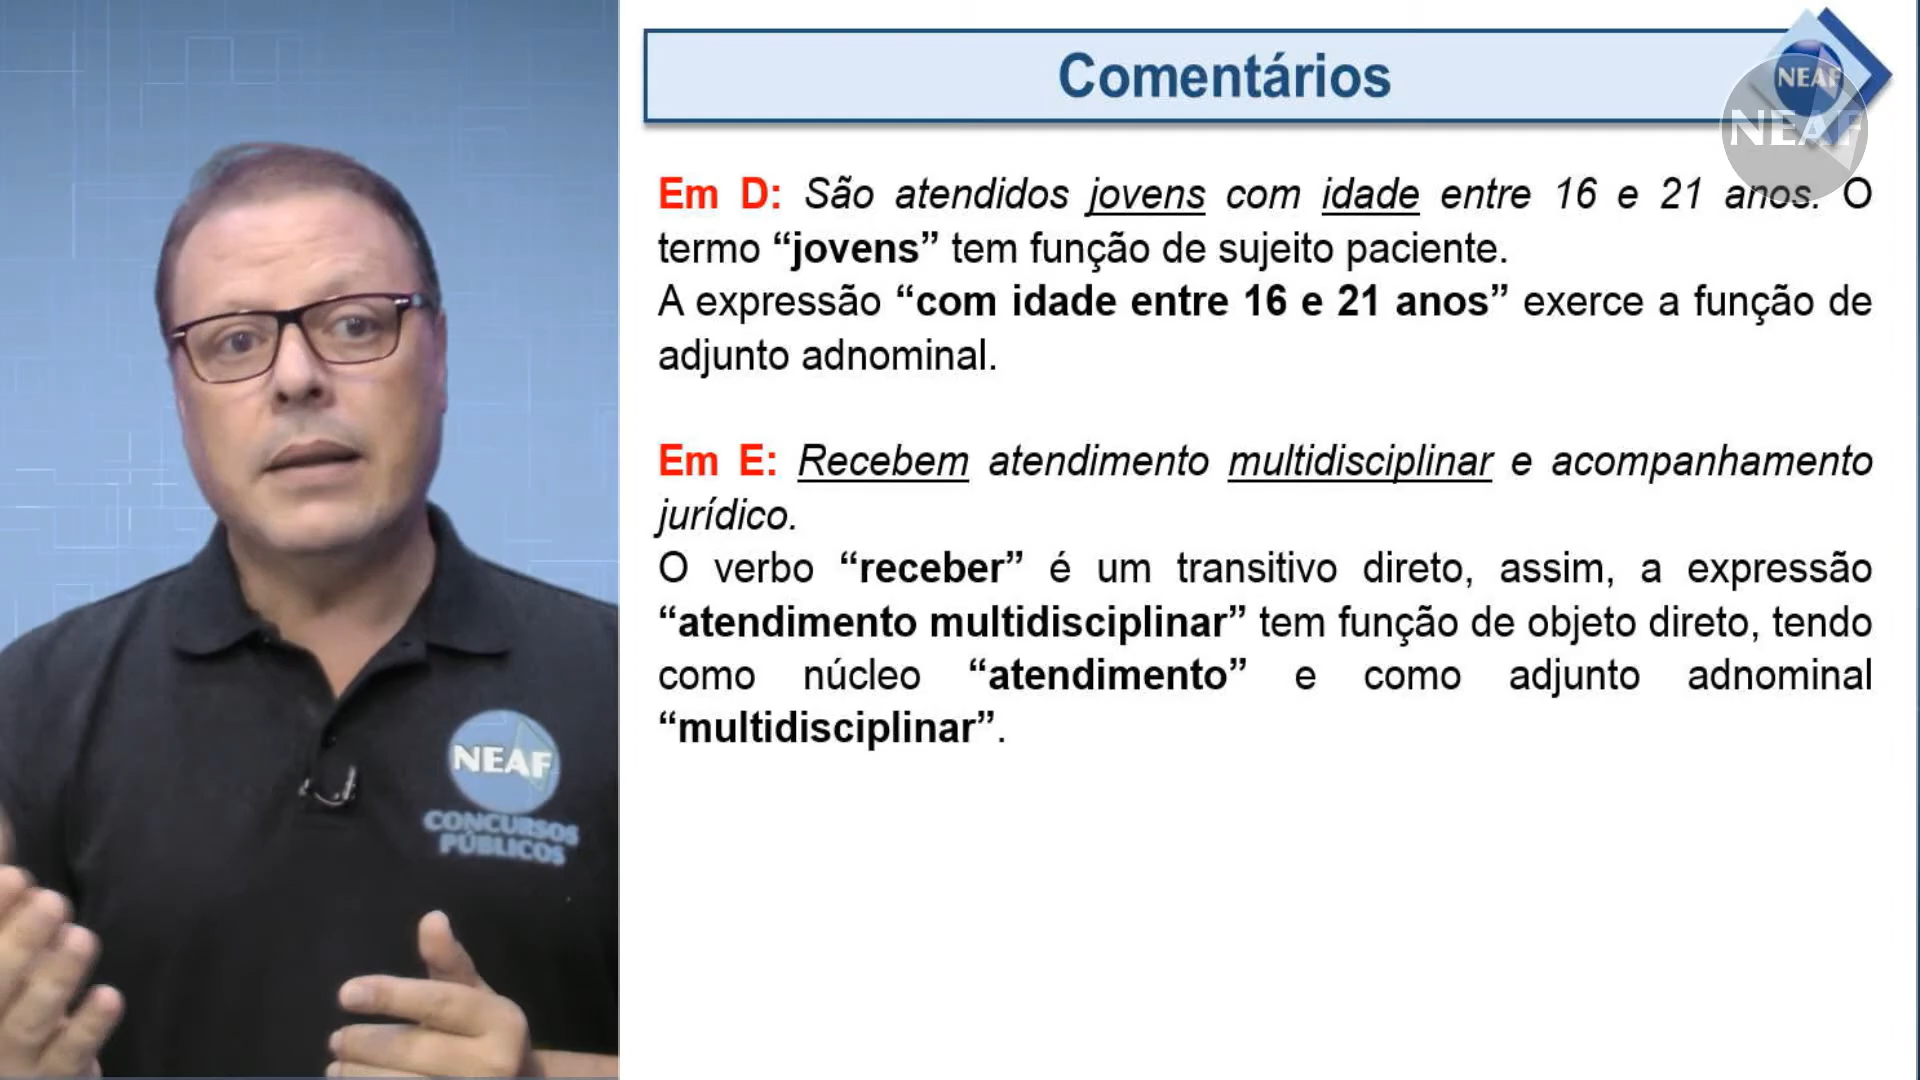 Comentários
NEAF
NEAF
Em D: São atendidos jovens com idade entre 16 e 21 anos. O
termo “jovens” tem função de sujeito paciente.
A expressão “com idade entre 16 e 21 anos” exerce a função de
adjunto adnominal.
Em E: Recebem atendimento multidisciplinar e acompanhamento
jurídico.
O verbo “receber” é um transitivo direto, assim, a expressão
“atendimento multidisciplinar” tem função de objeto direto, tendo
como núcleo “atendimento” e como adjunto adnominal
“multidisciplinar”.
NEAF
CONCURSOS
PÚBLICOS